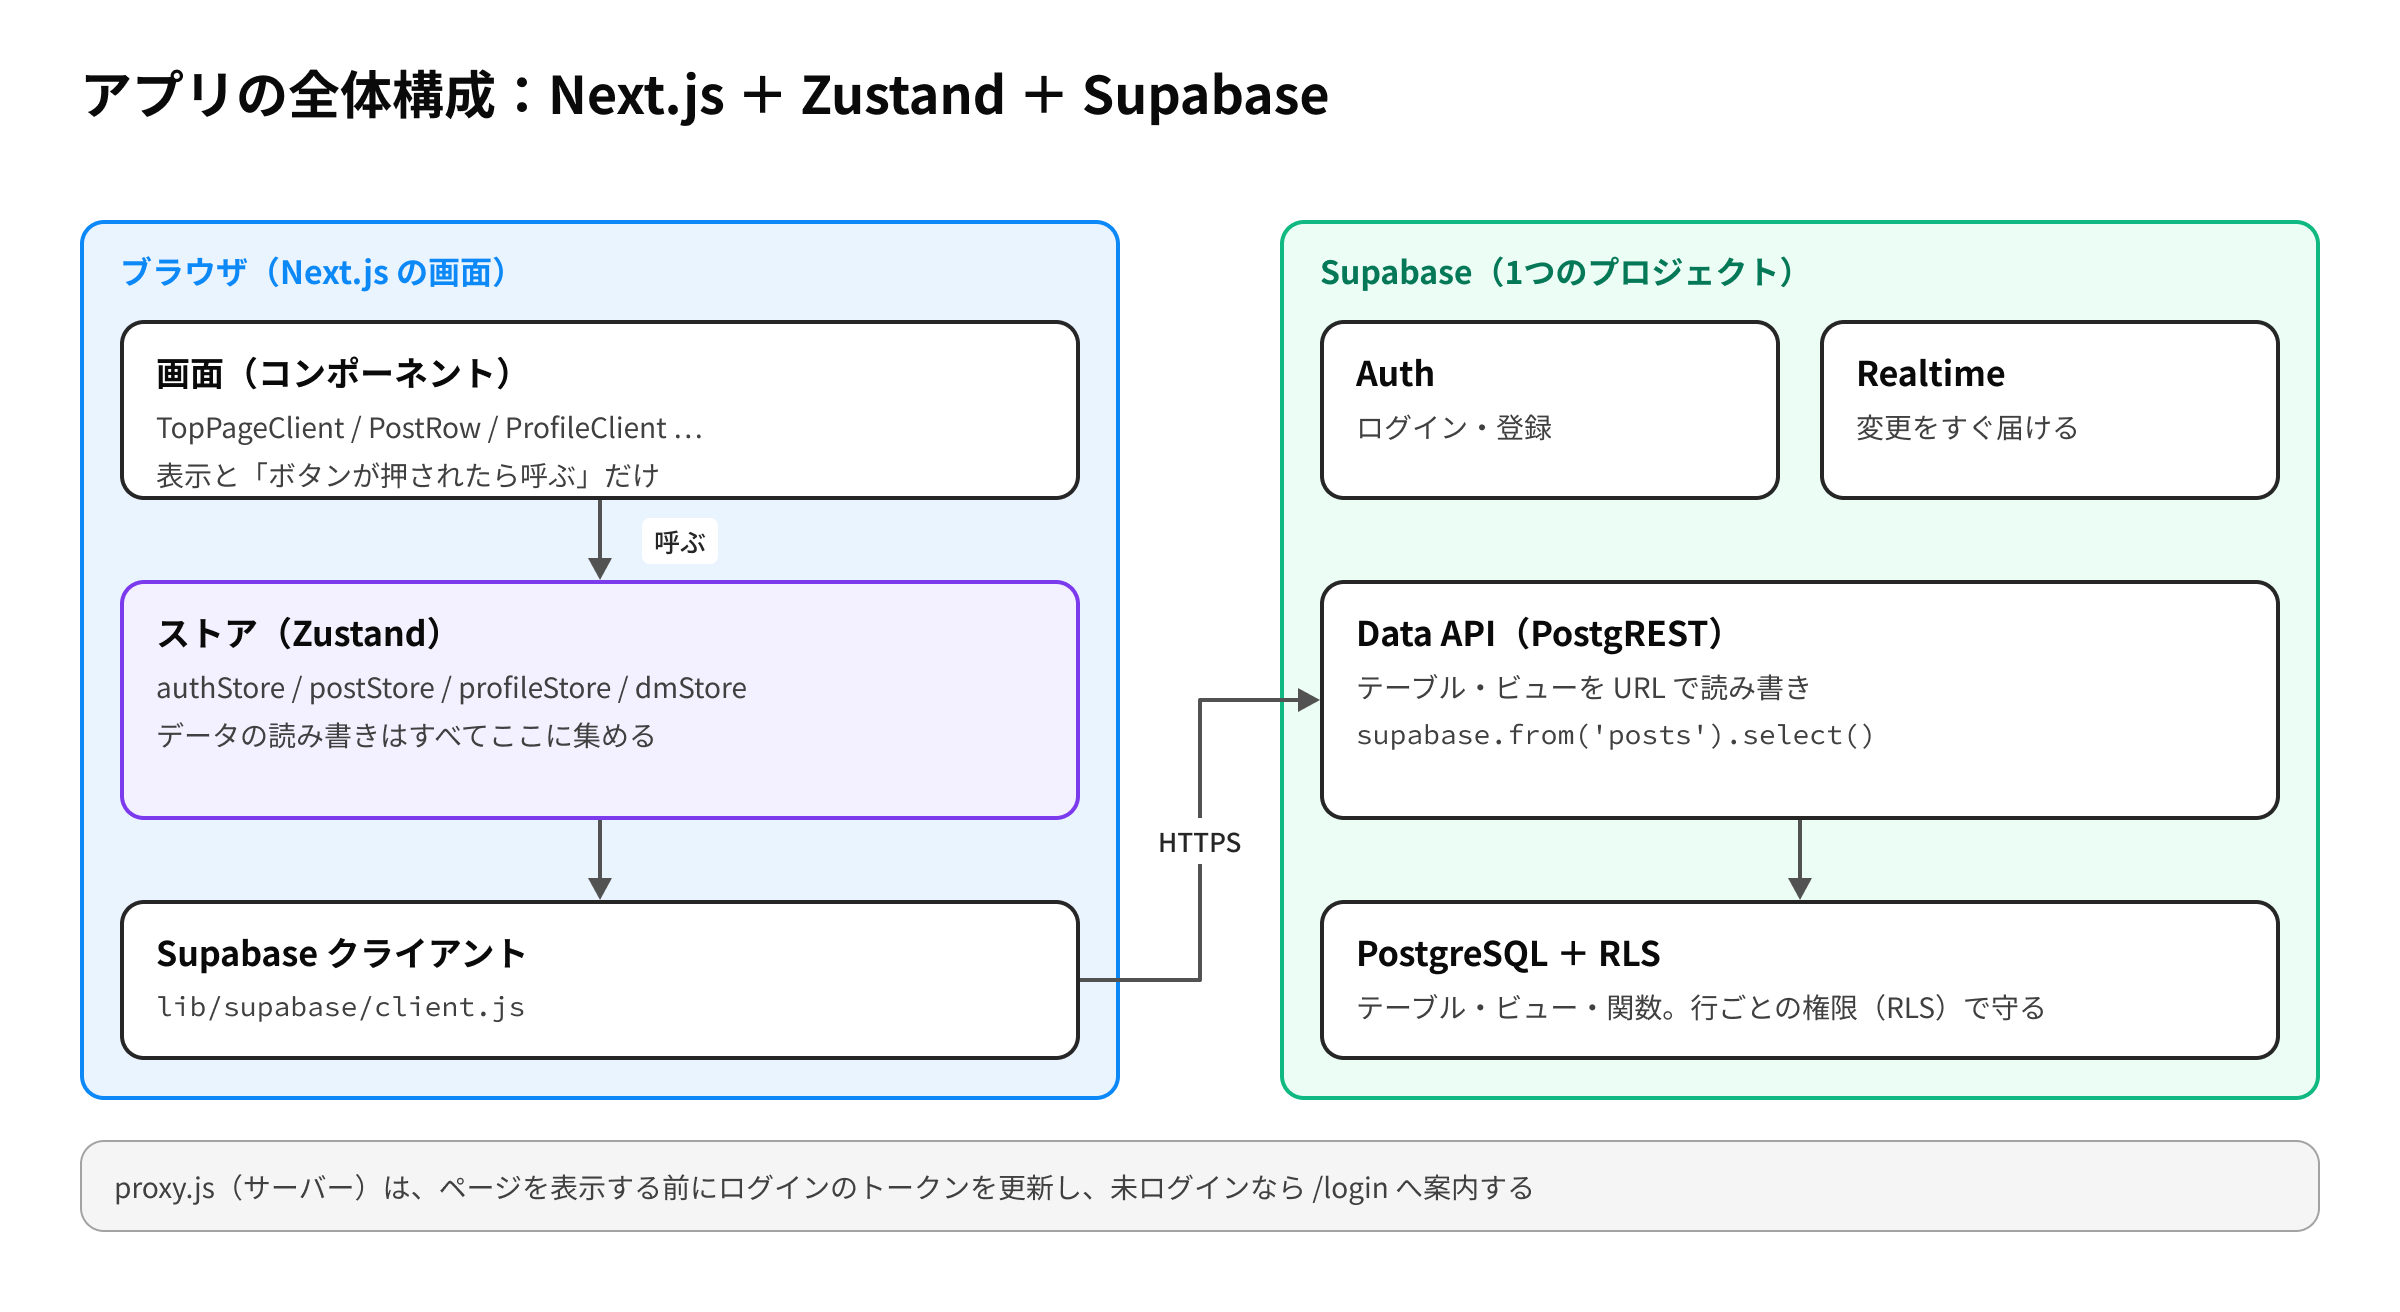 アプリの全体構成：Next.js ＋ Zustand ＋ Supabase
ブラウザ（Next.js の画面）
画面（コンポーネント）
TopPageClient / PostRow / ProfileClient …
表示と「ボタンが押されたら呼ぶ」だけ
呼ぶ
ストア（Zustand）
authStore / postStore / profileStore / dmStore
データの読み書きはすべてここに集める
Supabase クライアント
lib/supabase/client.js
HTTPS
Supabase（1つのプロジェクト）
Auth
ログイン・登録
Realtime
変更をすぐ届ける
Data API（PostgREST）
テーブル・ビューを URL で読み書き
supabase.from('posts').select()
PostgreSQL ＋ RLS
テーブル・ビュー・関数。行ごとの権限（RLS）で守る
proxy.js（サーバー）は、ページを表示する前にログインのトークンを更新し、未ログインなら /login へ案内する